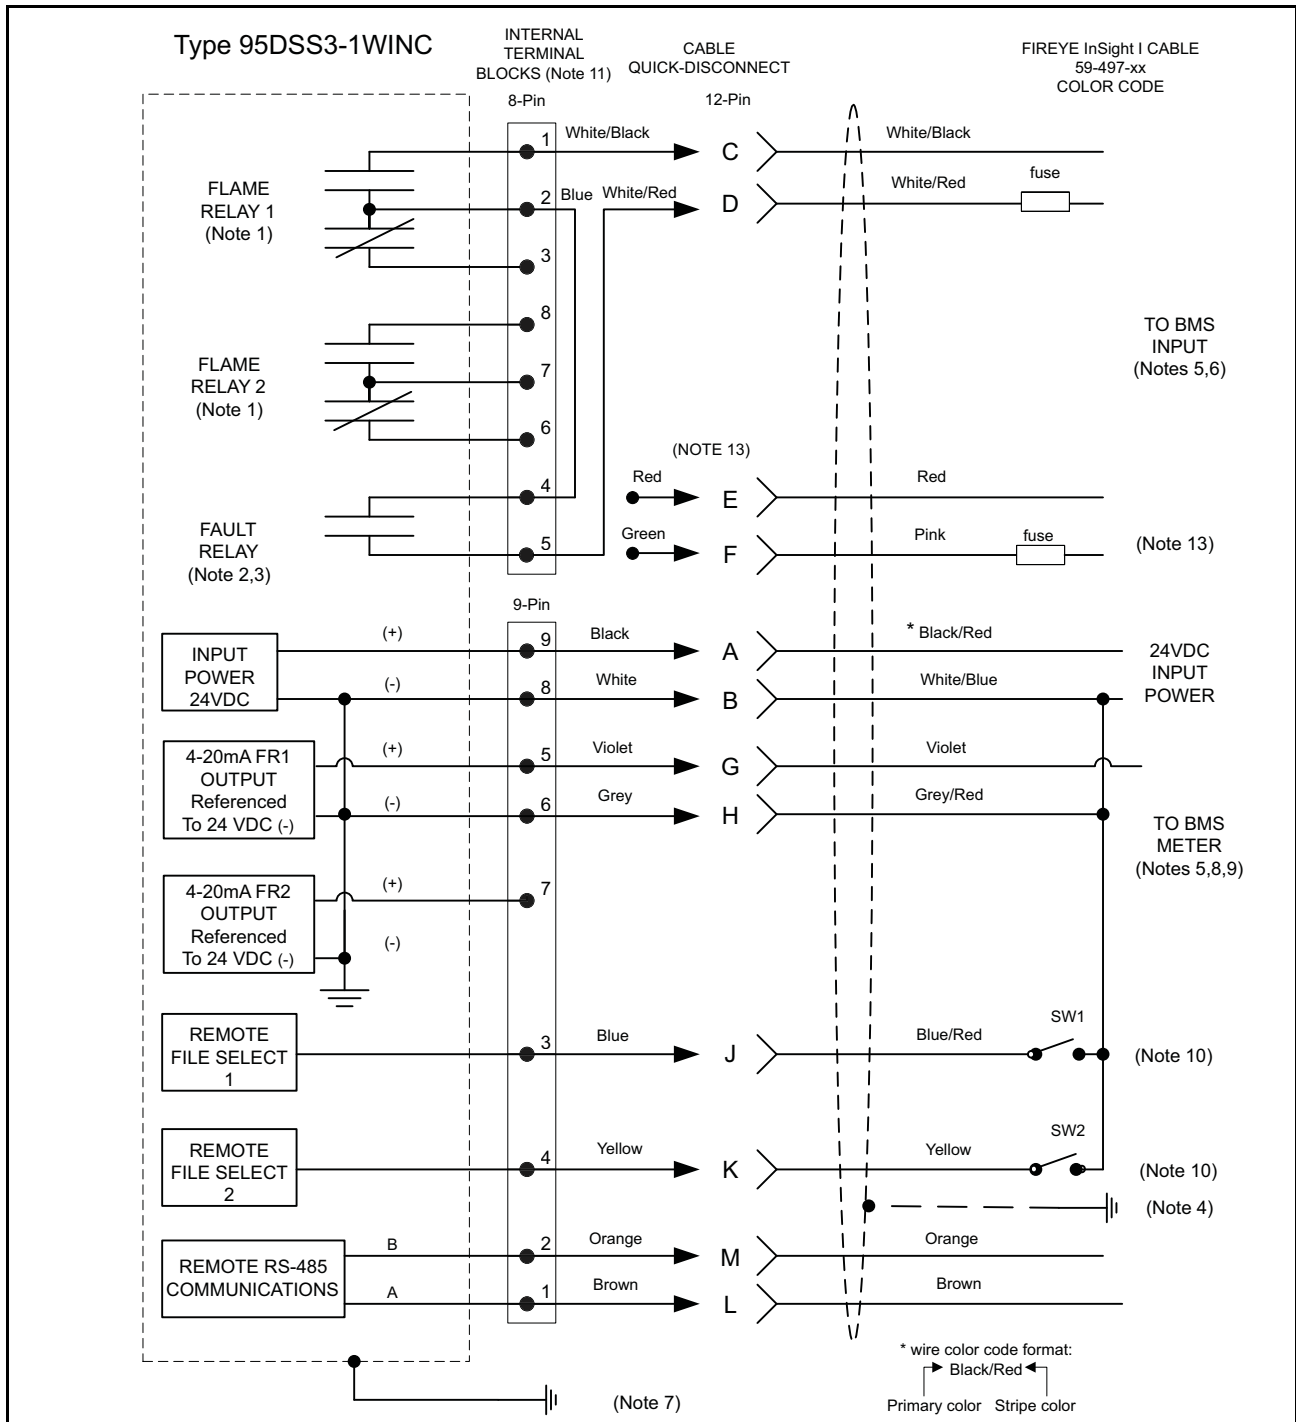 Type 95DSS3-1WINC
INTERNAL
TERMINAL
BLOCKS (Note 11)
8-Pin
CABLE
QUICK-DISCONNECT
12-Pin
FIREYE InSight I CABLE
59-497-xx
COLOR CODE
FLAME
RELAY 1
(Note 1)
1
White/Black
C
White/Black
2
Blue
White/Red
D
White/Red
fuse
3
FLAME
RELAY 2
(Note 1)
8
7
6
TO BMS
INPUT
(Notes 5,6)
(NOTE 13)
FAULT
RELAY
(Note 2,3)
4
Red
E
Red
5
Green
F
Pink
fuse
(Note 13)
9-Pin
INPUT
POWER
24VDC
(+)
9
Black
A
* Black/Red
(-)
8
White
B
White/Blue
24VDC
INPUT
POWER
4-20mA FR1
OUTPUT
Referenced
To 24 VDC (-)
(+)
5
Violet
G
Violet
(-)
6
Grey
H
Grey/Red
TO BMS
METER
(Notes 5,8,9)
4-20mA FR2
OUTPUT
Referenced
To 24 VDC (-)
(+)
7
(-)
REMOTE
FILE SELECT
1
3
Blue
J
Blue/Red
SW1
(Note 10)
REMOTE
FILE SELECT
2
4
Yellow
K
Yellow
SW2
(Note 10)
(Note 4)
REMOTE RS-485
COMMUNICATIONS
B
2
Orange
M
Orange
A
1
Brown
L
Brown
(Note 7)
* wire color code format:
Black/Red
Primary color
Stripe color